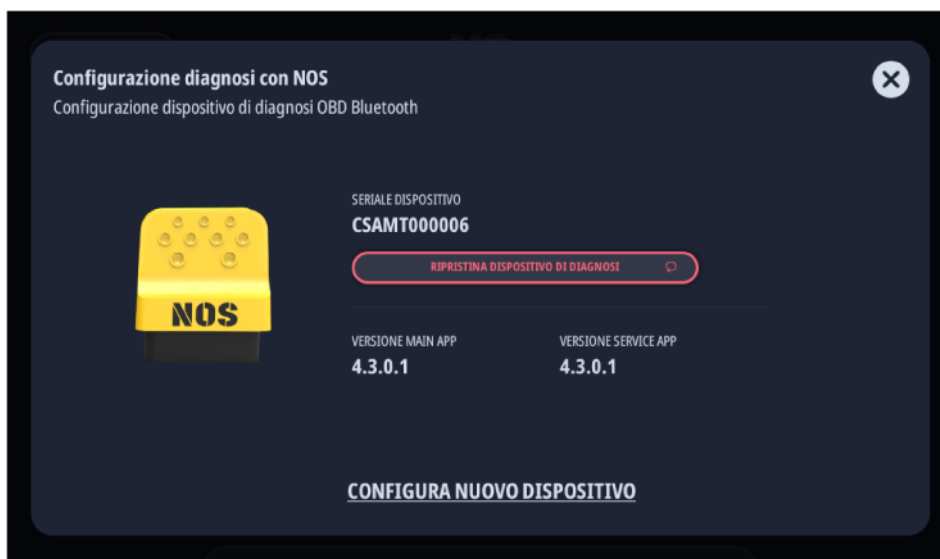 Configurazione diagnosi con NOS
Configurazione dispositivo di diagnosi OBD Bluetooth
SERIALE DISPOSITIVO
CSAMT000006
RIPRISTINA DISPOSITIVO DI DIAGNOSI
NOS
VERSIONE MAIN APP
VERSIONE SERVICE APP
4.3.0.1
4.3.0.1
CONFIGURA NUOVO DISPOSITIVO